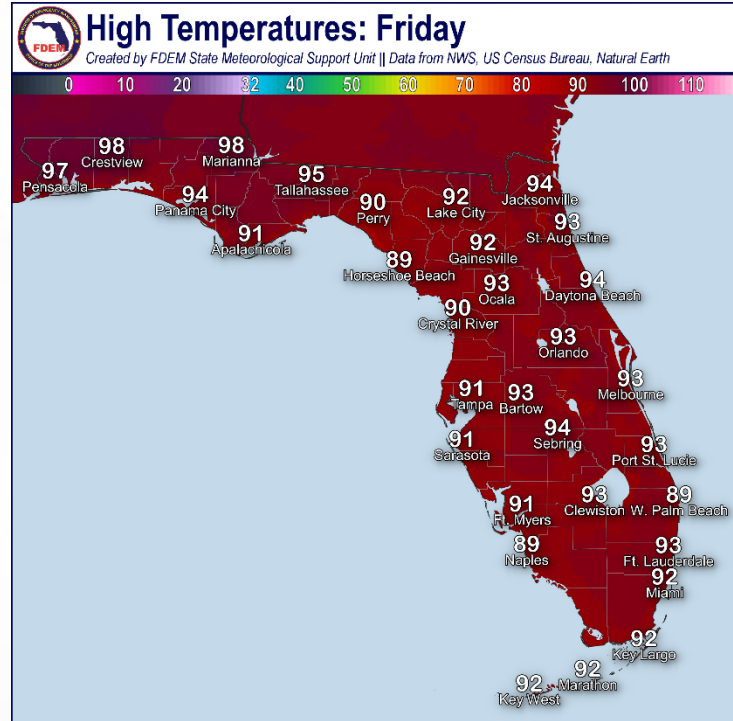 High Temperatures: Friday
Created by FDEM State Meteorological Support Unit || Data from NWS, US Census Bureau, Natural Earth
FDEM
0 10 20 32 40 50 60 70 80 90 100 110
98
Crestview
98
Marianna
97
Pensacola
95
Tallahassee
94
Panama City
90
Perry
92
Lake City
94
Jacksonville
91
Apalachicola
93
St. Augustine
92
Gainesville
89
Horseshoe Beach
93
Ocala
94
Daytona Beach
90
Crystal River
93
Orlando
91
Tampa
93
Bartow
93
Melbourne
94
Sebring
91
Sarasota
93
Port St. Lucie
91
Ft. Myers
93
Clewiston
89
W. Palm Beach
89
Naples
93
Ft. Lauderdale
92
Miami
92
Key Largo
92
Marathon
92
Key West